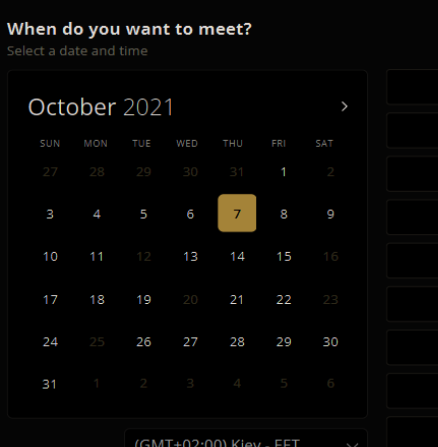 When do you want to meet?
Select a date and time
October 2021 >
SUN MON TUE WED THU FRI SAT
27 28 29 30 31 1 2
3 4 5 6 7 8 9
10 11 12 13 14 15 16
17 18 19 20 21 22 23
24 25 26 27 28 29 30
31 1 2 3 4 5 6
(GMT+02:00) Kiev - EET